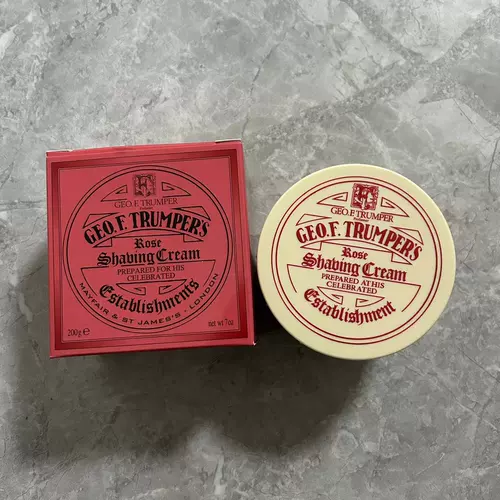 GEO. F. TRUMPER
GEO. F. TRUMPER'S
Rose
Shaving Cream
PREPARED FOR HIS
CELEBRATED
Establishments
MAYFAIR & ST JAMES'S - LONDON
200g e
net wt 7oz
GEO. F. TRUMPER
GEO. F. TRUMPER'S
Rose
Shaving Cream
PREPARED AT HIS
CELEBRATED
Establishment